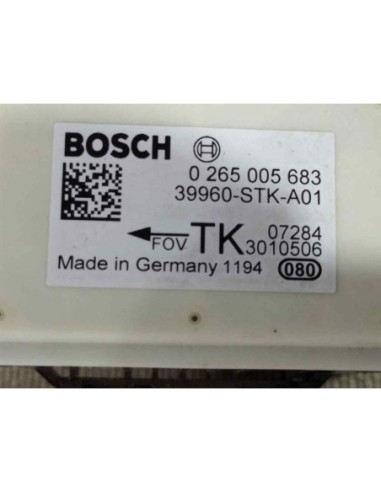 BOSCH
0 265 005 683
39960-STK-A01
FOV TK 07284
3010506
Made in Germany 1194 080